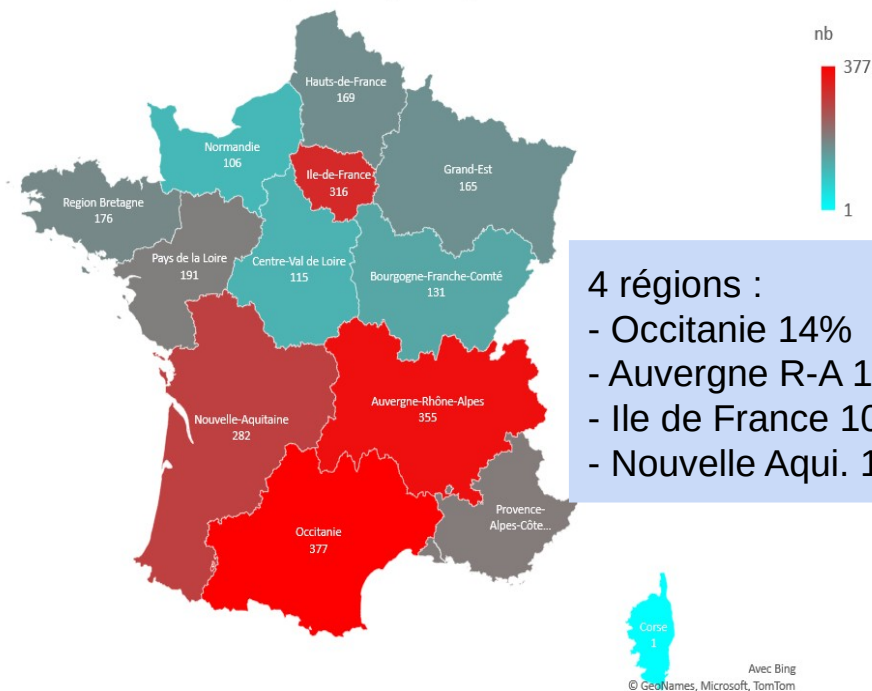 nb
377
1
Hauts-de-France
169
Normandie
106
Ile-de-France
316
Grand-Est
165
Region Bretagne
176
Pays de la Loire
191
Centre-Val de Loire
115
Bourgogne-Franche-Comté
131
4 régions :
- Occitanie 14%
- Auvergne R-A 1
- Ile de France 10
- Nouvelle Aqui. 1
Nouvelle-Aquitaine
282
Auvergne-Rhône-Alpes
355
Occitanie
377
Provence-
Alpes-Côte...
Corse
1
Avec Bing
© GeoNames, Microsoft, TomTom